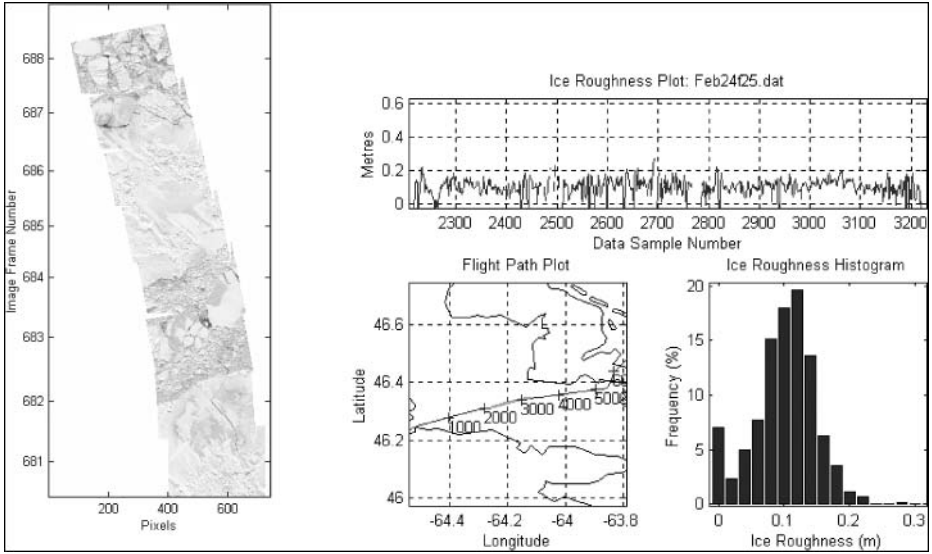 688
687
686
685
684
683
682
681
Image Frame Number
200 400 600
Pixels
Ice Roughness Plot: Feb24f25.dat
0.6
0.4
0.2
0
Metres
2300 2400 2500 2600 2700 2800 2900 3000 3100 3200
Data Sample Number
Flight Path Plot
46.6
46.4
46.2
46
Latitude
1000 2000 3000 4000 5000
-64.4 -64.2 -64 -63.8
Longitude
Ice Roughness Histogram
20
15
10
5
0
Frequency (%)
0 0.1 0.2 0.3
Ice Roughness (m)